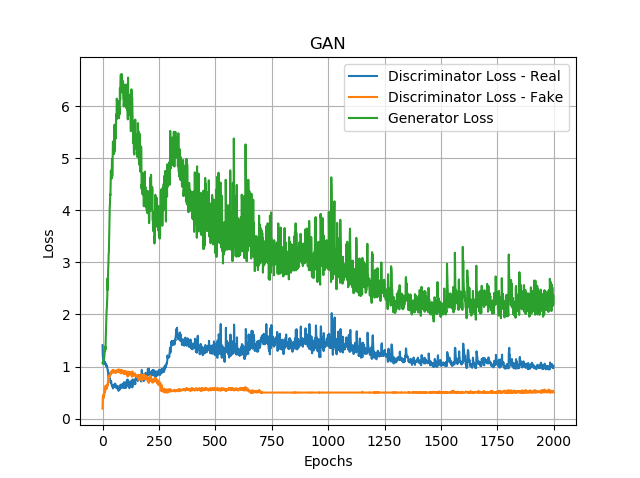 GAN
Discriminator Loss - Real
Discriminator Loss - Fake
Generator Loss
Loss
6
5
4
3
2
1
0
0 250 500 750 1000 1250 1500 1750 2000
Epochs